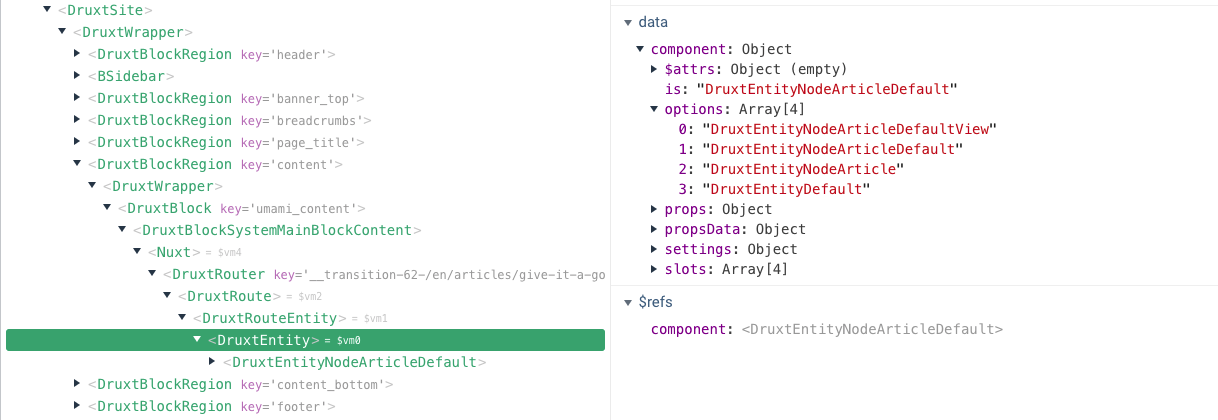 <DruxtSite>
<DruxtWrapper>
<DruxtBlockRegion key='header'>
<BSidebar>
<DruxtBlockRegion key='banner_top'>
<DruxtBlockRegion key='breadcrumbs'>
<DruxtBlockRegion key='page_title'>
<DruxtBlockRegion key='content'>
<DruxtWrapper>
<DruxtBlock key='umami_content'>
<DruxtBlockSystemMainBlockContent>
<Nuxt> = $vm4
<DruxtRouter key='__transition-62-/en/articles/give-it-a-go
<DruxtRoute> = $vm2
<DruxtRouteEntity> = $vm1
<DruxtEntity> = $vm0
<DruxtEntityNodeArticleDefault>
<DruxtBlockRegion key='content_bottom'>
<DruxtBlockRegion key='footer'>
data
component: Object
$attrs: Object (empty)
is: "DruxtEntityNodeArticleDefault"
options: Array[4]
0: "DruxtEntityNodeArticleDefaultView"
1: "DruxtEntityNodeArticleDefault"
2: "DruxtEntityNodeArticle"
3: "DruxtEntityDefault"
props: Object
propsData: Object
settings: Object
slots: Array[4]
$refs
component: <DruxtEntityNodeArticleDefault>